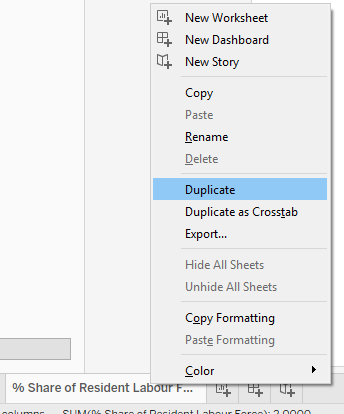 New Worksheet
New Dashboard
New Story
Copy
Paste
Rename
Delete
Duplicate
Duplicate as Crosstab
Export...
Hide All Sheets
Unhide All Sheets
Copy Formatting
Paste Formatting
Color
% Share of Resident Labour F...
columns SUM(% Share of Resident Labour Force): 2.0000